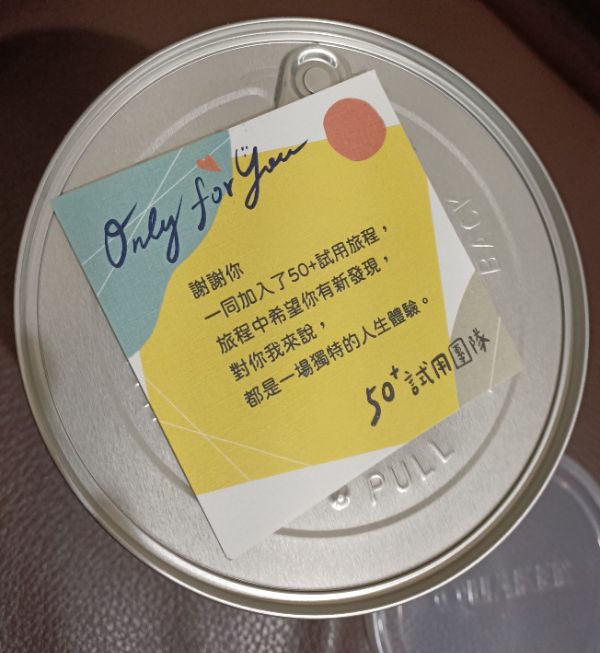 Only for You
謝謝你
一同加入了50+試用旅程，
旅程中希望你有新發現，
對你我來說，
都是一場獨特的人生體驗。
50+試用團隊
BACK
PULL